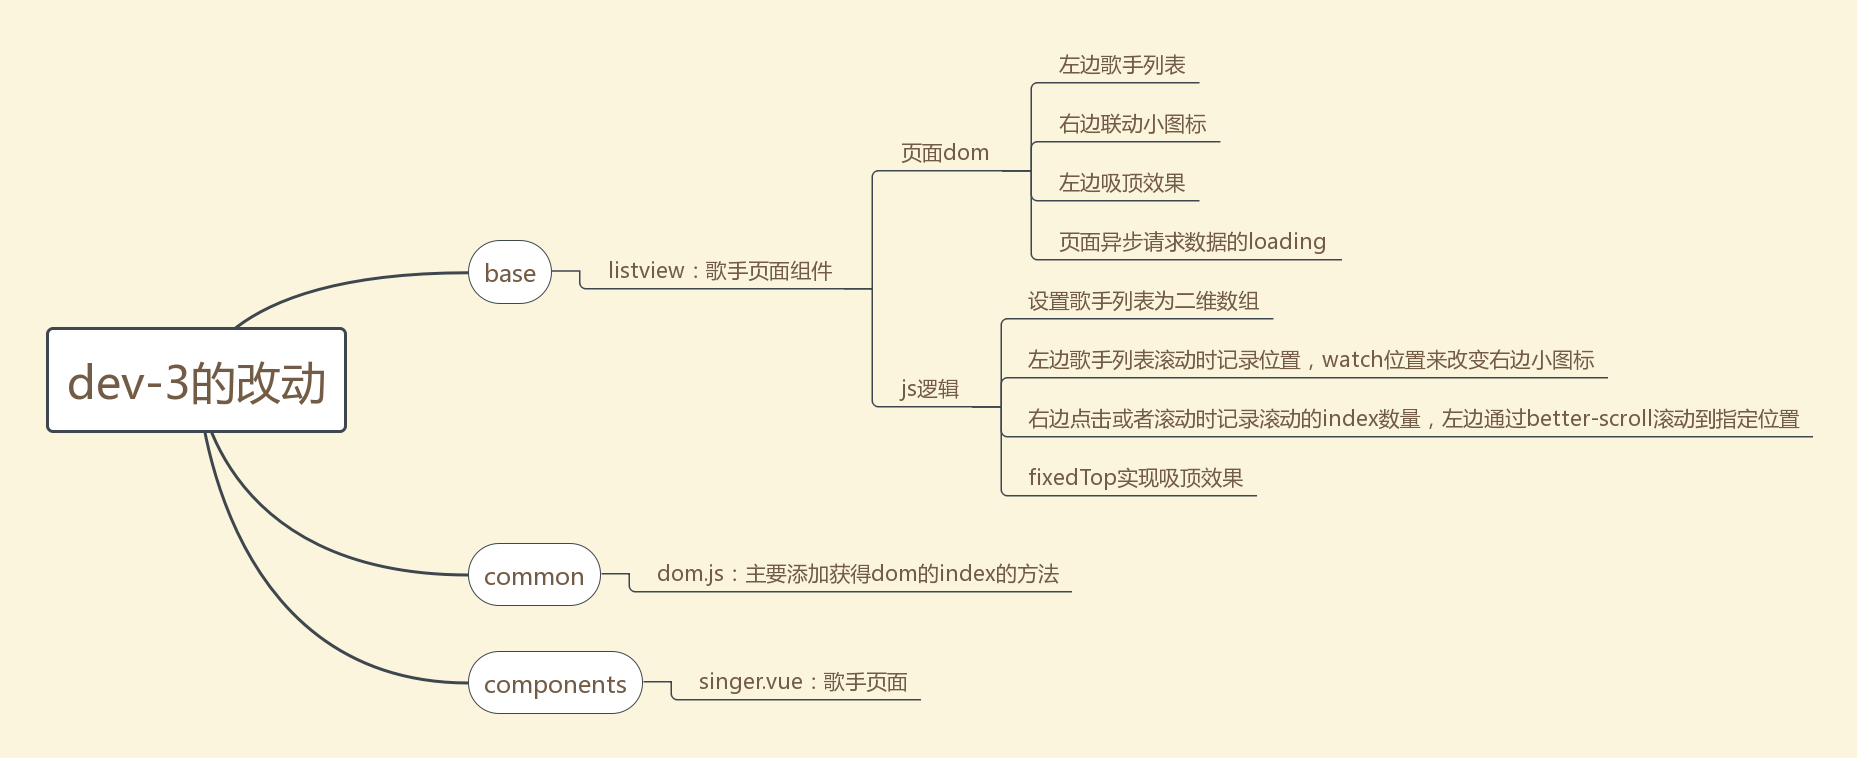 dev-3的改动
base
listview：歌手页面组件
页面dom
左边歌手列表
右边联动小图标
左边吸顶效果
页面异步请求数据的loading
js逻辑
设置歌手列表为二维数组
左边歌手列表滚动时记录位置，watch位置来改变右边小图标
右边点击或者滚动时记录滚动的index数量，左边通过better-scroll滚动到指定位置
fixedTop实现吸顶效果
common
dom.js：主要添加获得dom的index的方法
components
singer.vue：歌手页面